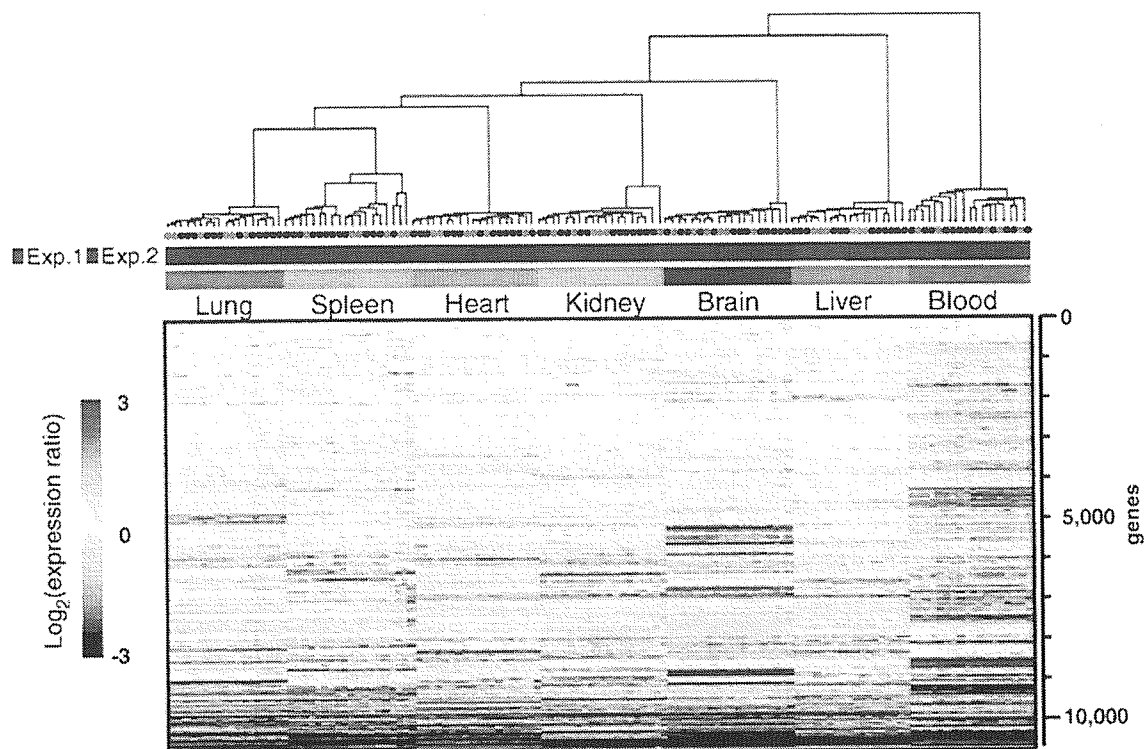 Exp.1 Exp.2
Lung Spleen Heart Kidney Brain Liver Blood
Log2(expression ratio)
3
0
-3
0
5,000
10,000
genes